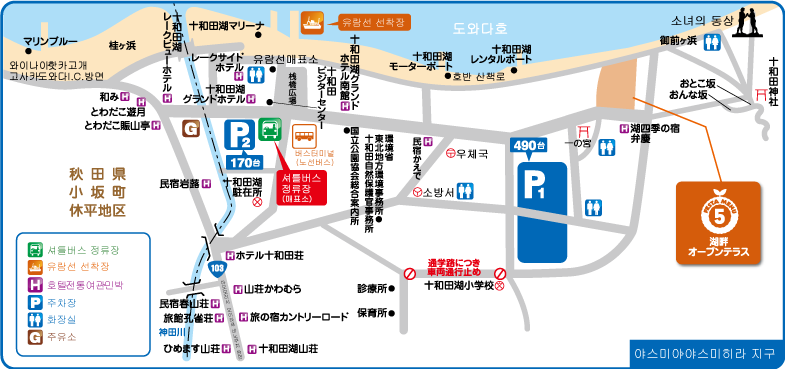 유람선 선착장
도와다호
소녀의 동상
マリンブルー
와이나이핫카고개
고사카도와다I.C.방면
桂ヶ浜
十和田湖
レークビューホテル
十和田湖マリーナ
レークサイド
ホテル
유람선매표소
十和田湖
グランドホテル
桟橋広場
十和田
ビジターセンター
十和田湖グランド
ホテル南館
十和田湖
モーターボート
호반 산책로
十和田湖
レンタルボート
御前ヶ浜
十和田神社
おとこ坂
おんな坂
和み
とわだこ遊月
とわだこ賑山亭
G
P2
170台
버스터미널
(노선버스)
셔틀버스
정류장
(매표소)
国立公園協会総合案内所
環境省
東北地方環境事務所
十和田自然保護官事務所
民宿かえで
우체국
소방서
490台
P1
一の宮
湖四季の宿
弁慶
FESTA MENU
5
湖畔
オープンテラス
秋田県
小坂町
休平地区
民宿岩路
十和田湖
駐在所
ホテル十和田荘
103
山荘かわむら
民宿春山荘
旅館孔雀荘
旅の宿カントリーロード
神田川
ひめます山荘
十和田湖山荘
通学路につき
車両通行止め
十和田湖小学校
診療所
保育所
셔틀버스 정류장
유람선 선착장
H 호텔전통여관민박
P 주차장
화장실
G 주유소
야스미야야스미히라 지구